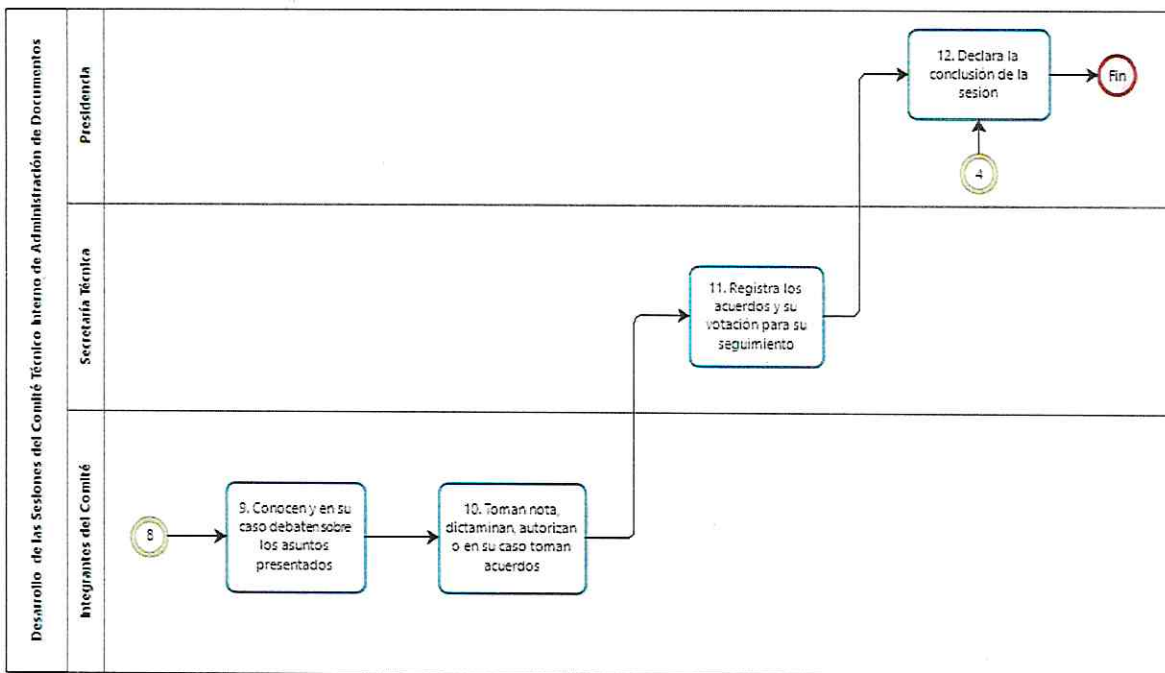 Desarrollo de las Sesiones del Comité Técnico Interno de Administración de Documentos
Presidencia
12. Declara la
conclusión de la
sesión
Fin
4
Secretaría Técnica
11. Registra los
acuerdos y su
votación para su
seguimiento
Integrantes del Comité
8
9. Conocen y en su
caso debaten sobre
los asuntos
presentados
10. Toman nota,
dictaminan, autorizan
o en su caso toman
acuerdos